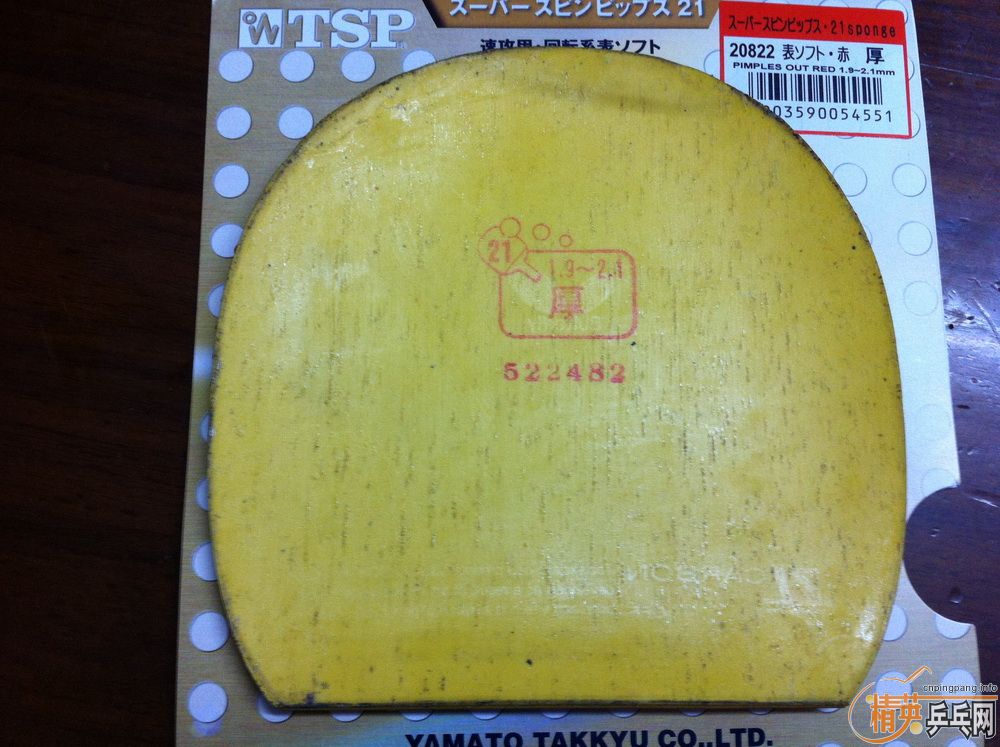 TSP
スーパー スピン ピップス 21
速攻用・回転系表ソフト
スーパースピンピップス・21sponge
20822 表ソフト・赤 厚
PIMPLES OUT RED 1.9~2.1mm
03590054551
21
1.9~2.1
厚
522482
YAMATO TAKKYU CO.,LTD.
cnpingpang.info
精英乒乓网